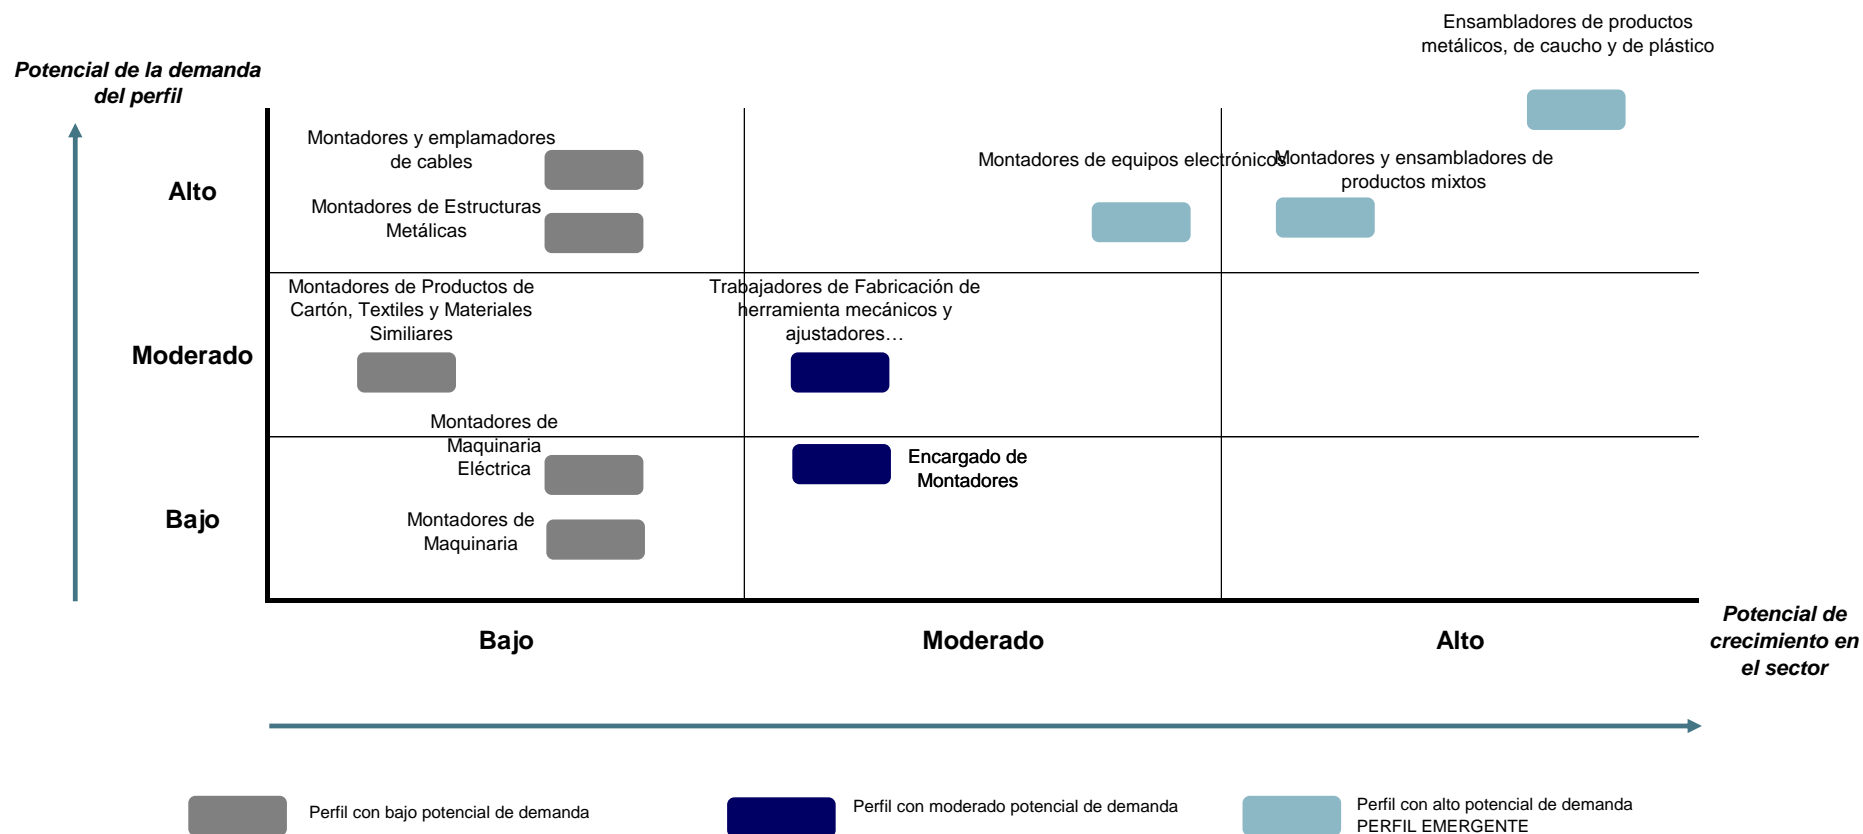 Ensambladores de productos
metálicos, de caucho y de plástico
Potencial de la demanda
del perfil
Montadores y emplamadores
de cables
Montadores de equipos electrónicos
Montadores y ensambladores de
productos mixtos
Alto
Montadores de Estructuras
Metálicas
Montadores de Productos de
Cartón, Textiles y Materiales
Similiares
Trabajadores de Fabricación de
herramienta mecánicos y
ajustadores…
Moderado
Montadores de
Maquinaria
Eléctrica
Encargado de
Montadores
Bajo
Montadores de
Maquinaria
Bajo
Moderado
Alto
Potencial de
crecimiento en
el sector
Perfil con bajo potencial de demanda
Perfil con moderado potencial de demanda
Perfil con alto potencial de demanda
PERFIL EMERGENTE